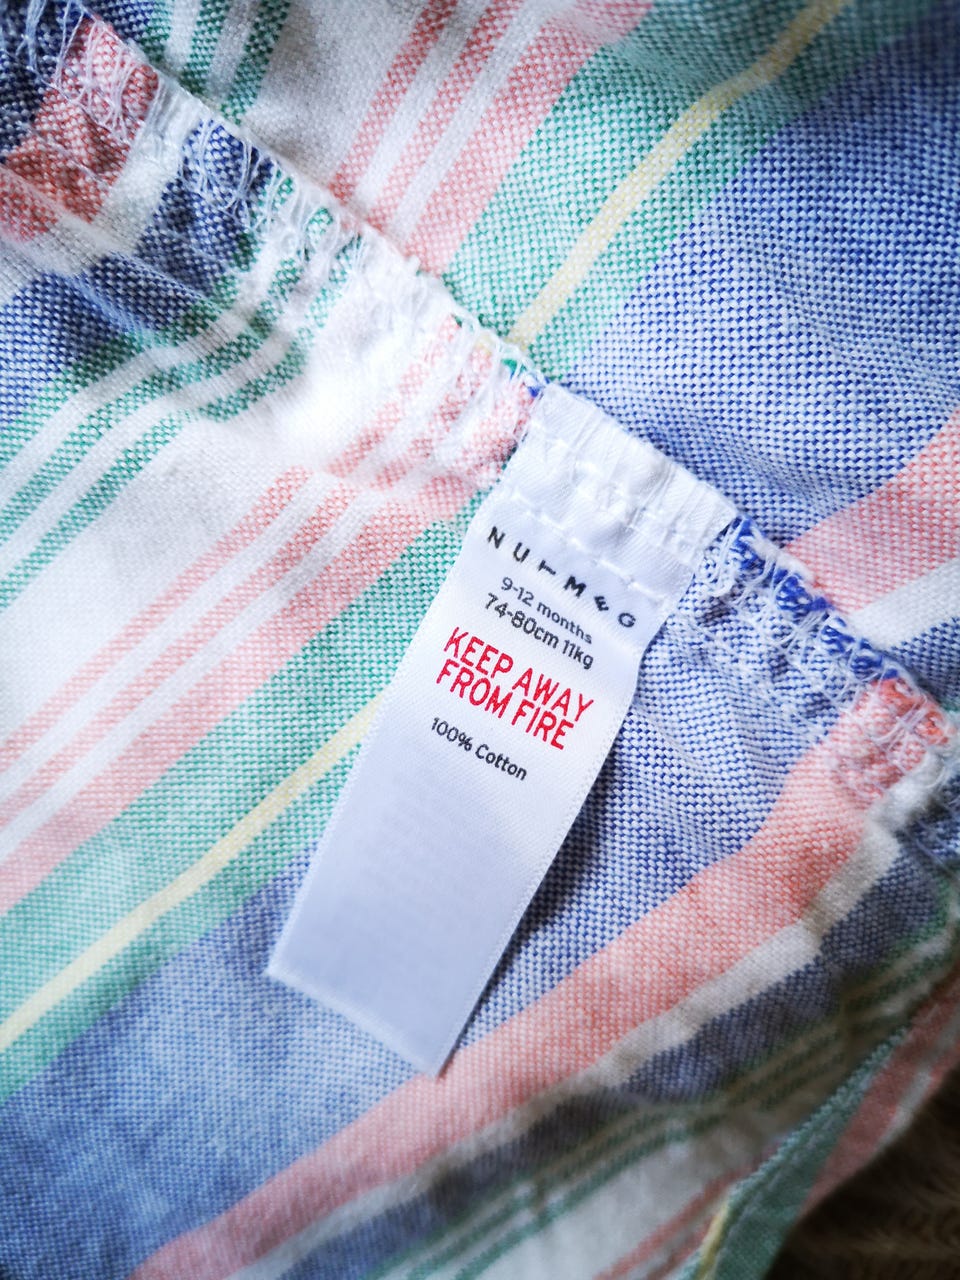 NUTMEG
9-12 months
74-80cm 11kg
KEEP AWAY
FROM FIRE
100% Cotton